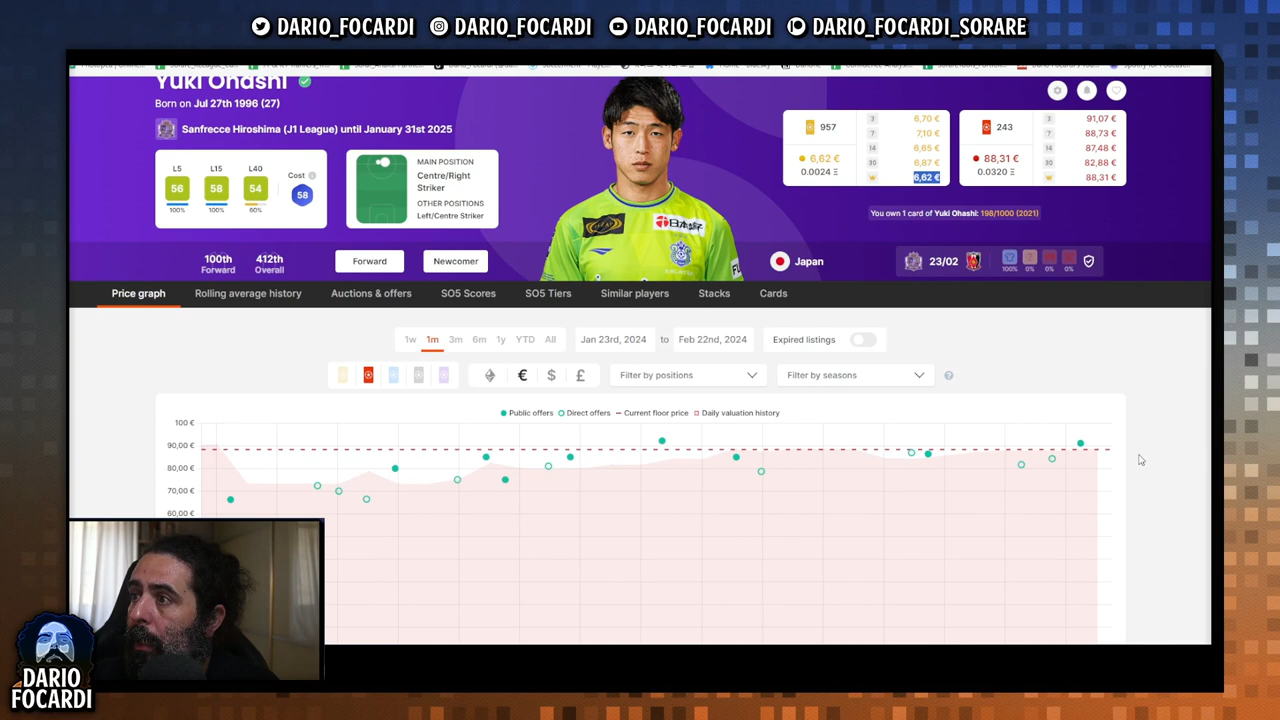 DARIO_FOCARDI DARIO_FOCARDI DARIO_FOCARDI DARIO_FOCARDI_SORARE
Yuki Ohashi
Born on Jul 27th 1996 (27)
Sanfrecce Hiroshima (J1 League) until January 31st 2025
L5 L15 L40 Cost
56 58 54 58
100% 100% 60%
MAIN POSITION
Centre/Right
Striker
OTHER POSITIONS
Left/Centre Striker
957
3 6,70 €
7 7,10 €
14 6,65 €
30 6,87 €
6,62 €
6,62 €
0.0024 Ξ
243
3 91,07 €
7 88,73 €
14 87,48 €
30 82,88 €
88,31 €
88,31 €
0.0320 Ξ
You own 1 card of Yuki Ohashi: 198/1000 (2021)
100th
Forward
412th
Overall
Forward
Newcomer
Japan
23/02
100% 0% 0% 0%
Price graph Rolling average history Auctions & offers SO5 Scores SO5 Tiers Similar players Stacks Cards
1w 1m 3m 6m 1y YTD All Jan 23rd, 2024 to Feb 22nd, 2024 Expired listings
€ $ £ Filter by positions Filter by seasons ?
Public offers Direct offers Current floor price Daily valuation history
100 €
90,00 €
80,00 €
70,00 €
60,00 €
DARIO
FOCARDI